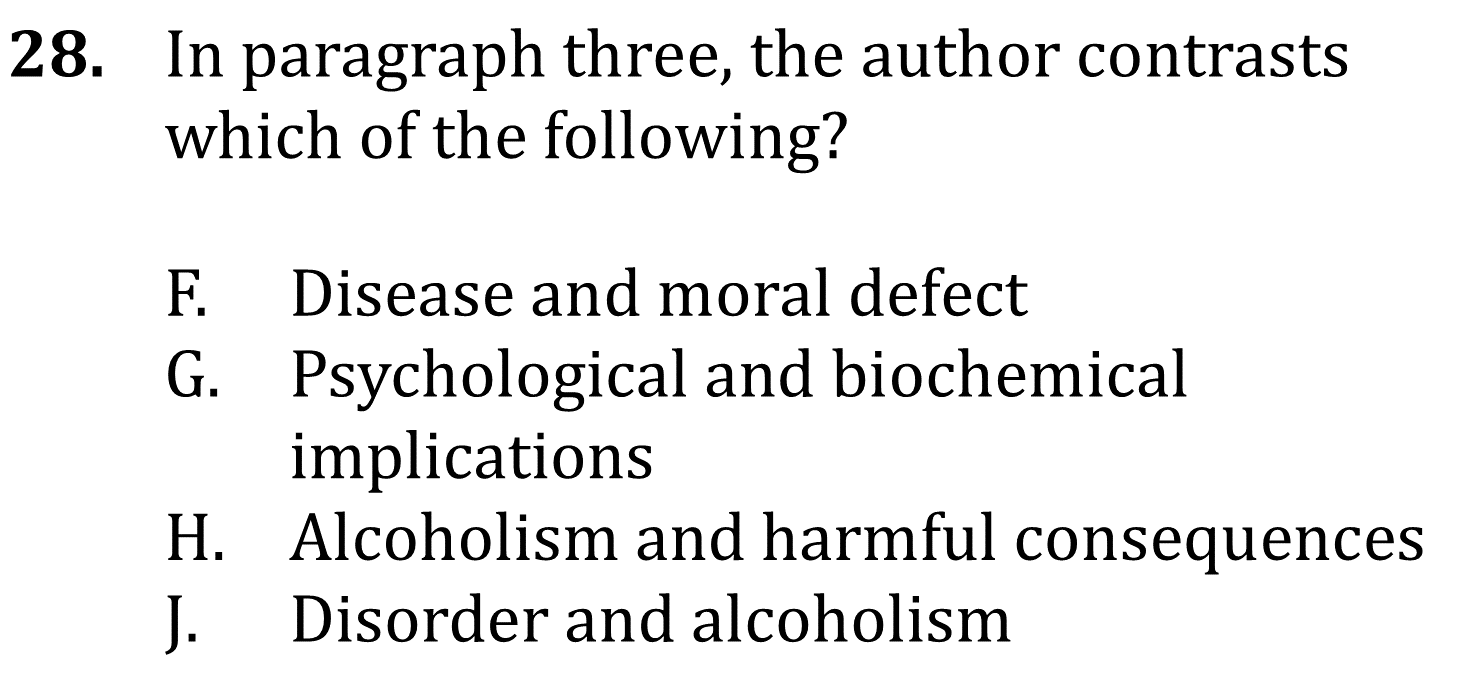 28. In paragraph three, the author contrasts
which of the following?
F. Disease and moral defect
G. Psychological and biochemical
implications
H. Alcoholism and harmful consequences
J. Disorder and alcoholism